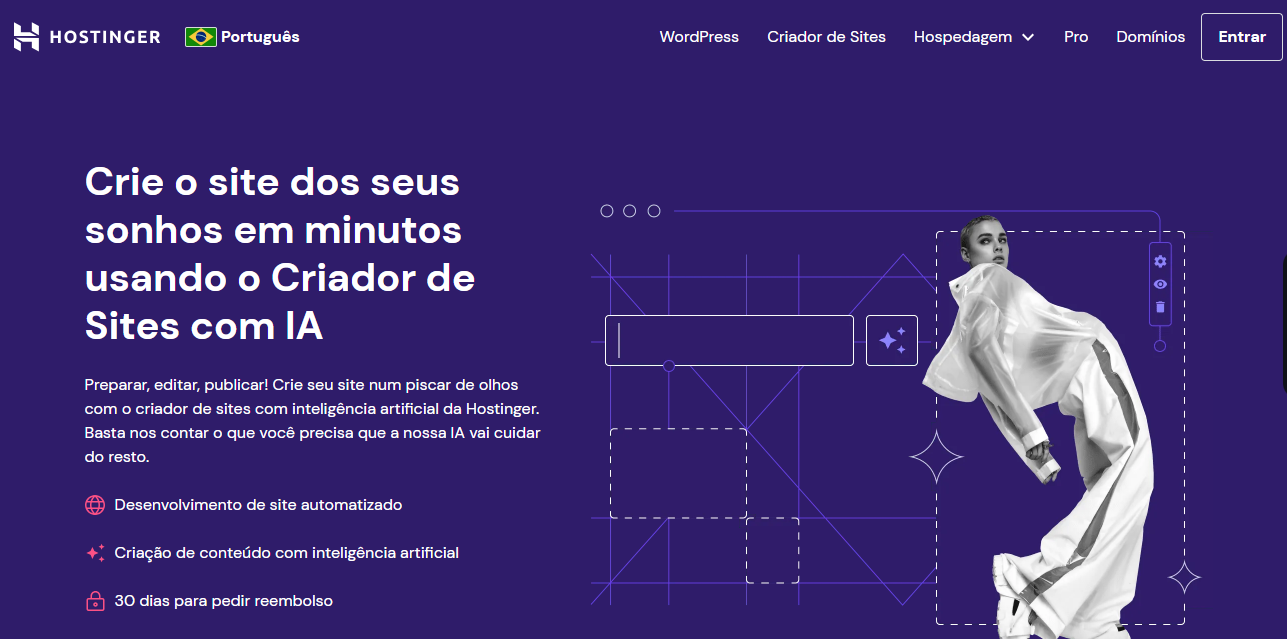 HOSTINGER
Português
WordPress
Criador de Sites
Hospedagem
Pro
Domínios
Entrar
Crie o site dos seus
sonhos em minutos
usando o Criador de
Sites com IA
Preparar, editar, publicar! Crie seu site num piscar de olhos
com o criador de sites com inteligência artificial da Hostinger.
Basta nos contar o que você precisa que a nossa IA vai cuidar
do resto.
Desenvolvimento de site automatizado
Criação de conteúdo com inteligência artificial
30 dias para pedir reembolso